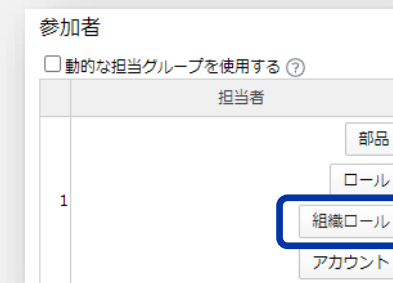 参加者
動的な担当グループを使用する ?
担当者
部品
ロール
1
組織ロール
アカウント